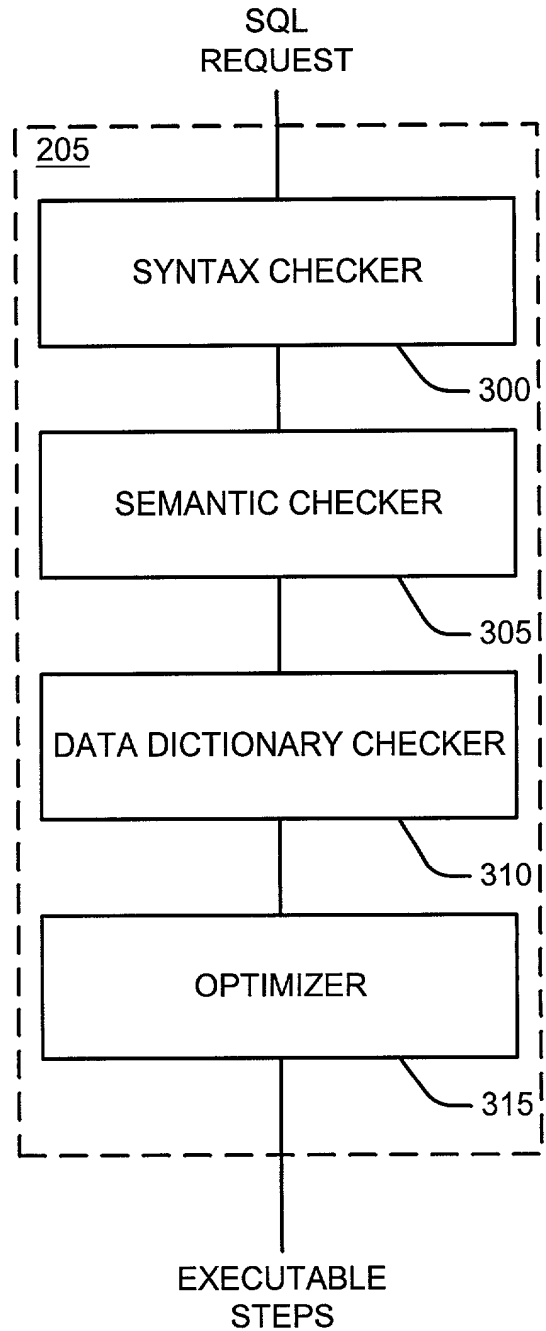 SQL
REQUEST
205
SYNTAX CHECKER
300
SEMANTIC CHECKER
305
DATA DICTIONARY CHECKER
310
OPTIMIZER
315
EXECUTABLE
STEPS